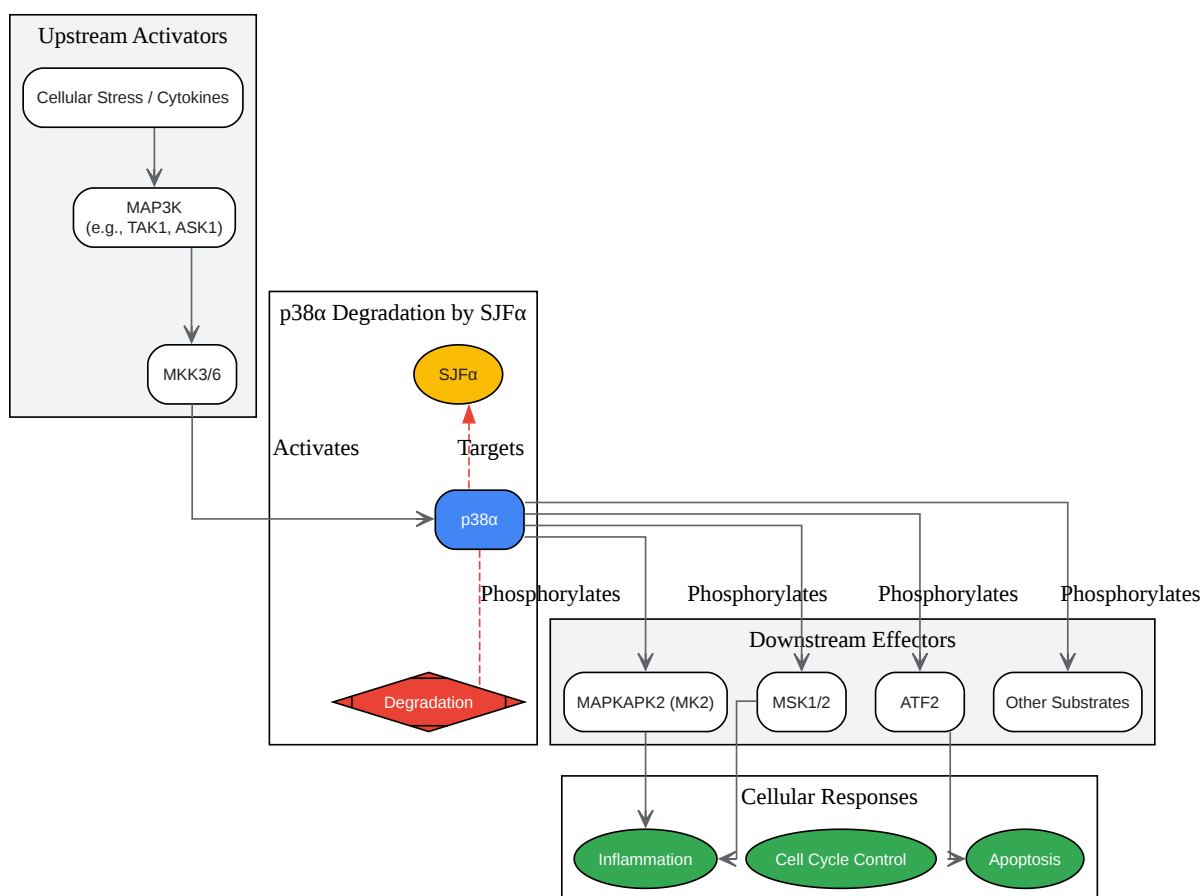 Upstream Activators
Cellular Stress / Cytokines
MAP3K
(e.g., TAK1, ASK1)
MKK3/6
p38α Degradation by SJFα
SJFα
Activates
Targets
p38α
Phosphorylates
Phosphorylates
Phosphorylates
Phosphorylates
Downstream Effectors
Degradation
MAPKAPK2 (MK2)
MSK1/2
ATF2
Other Substrates
Cellular Responses
Inflammation
Cell Cycle Control
Apoptosis